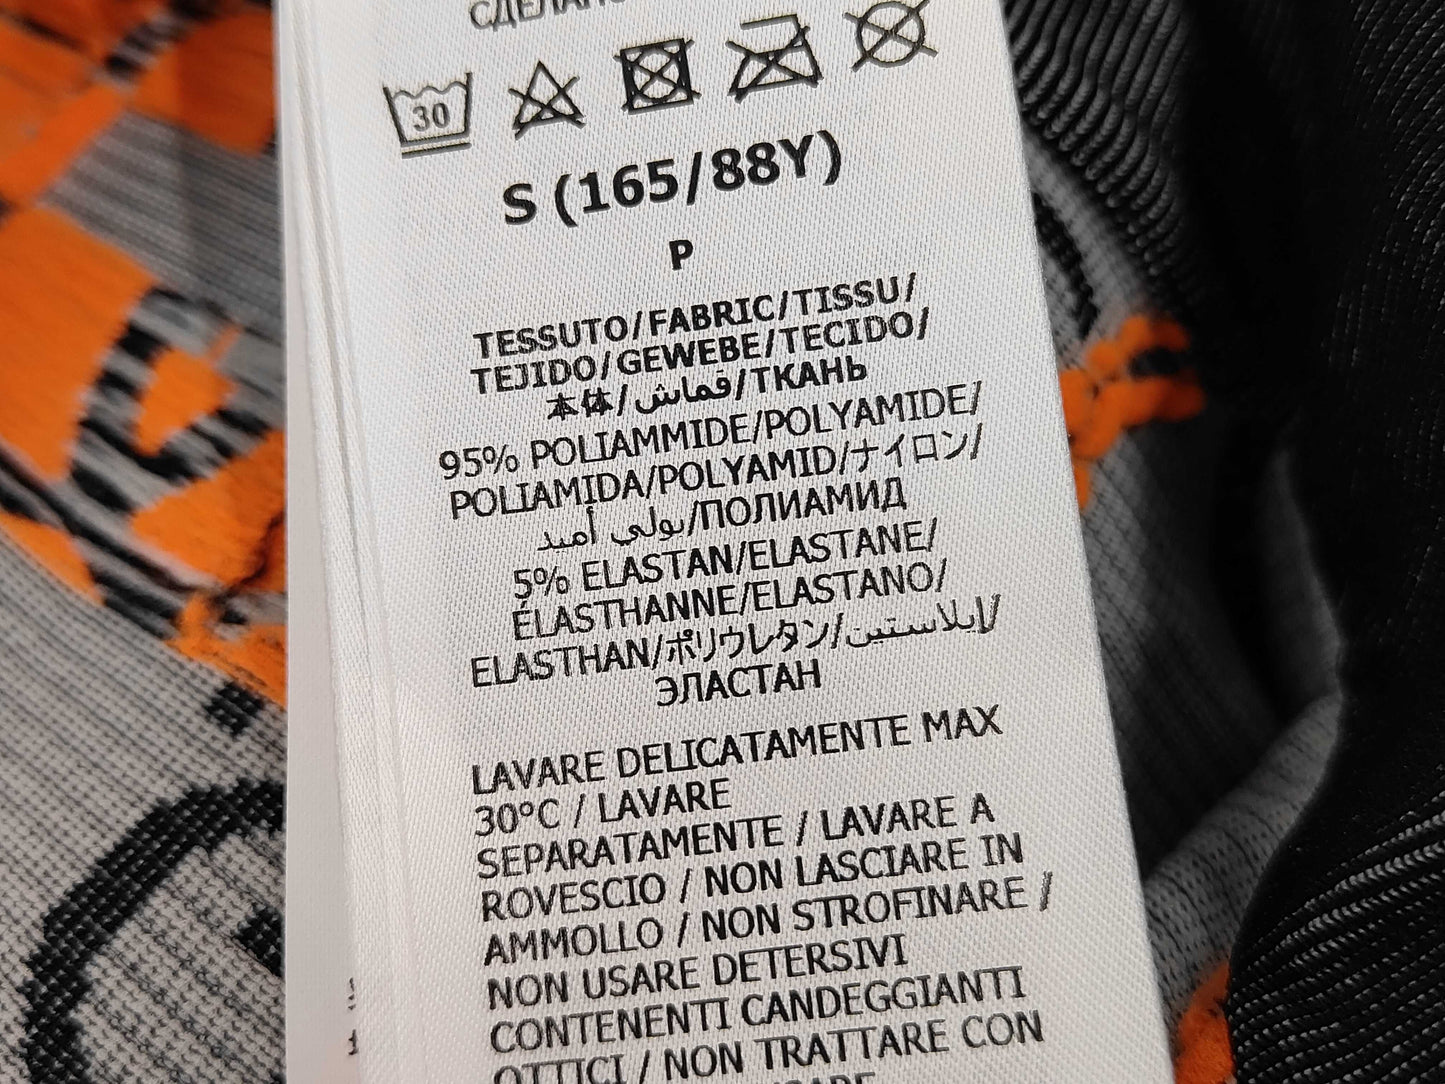 СДЕЛАНО
30
S (165/88Y)
P
TESSUTO/FABRIC/TISSU/
TEJIDO/GEWEBE/TECIDO/
本体/قماش/ТКАНЬ
95% POLIAMMIDE/POLYAMIDE/
POLIAMIDA/POLYAMID/ナイロン/
بولي أميد/ПОЛИАМИД
5% ELASTAN/ELASTANE/
ÉLASTHANNE/ELASTANO/
ELASTHAN/ポリウレタン/إيلاستين/
ЭЛАСТАН
LAVARE DELICATAMENTE MAX
30°C / LAVARE
SEPARATAMENTE / LAVARE A
ROVESCIO / NON LASCIARE IN
AMMOLLO / NON STROFINARE /
NON USARE DETERSIVI
CONTENENTI CANDEGGIANTI
OTTICI / NON TRATTARE CON